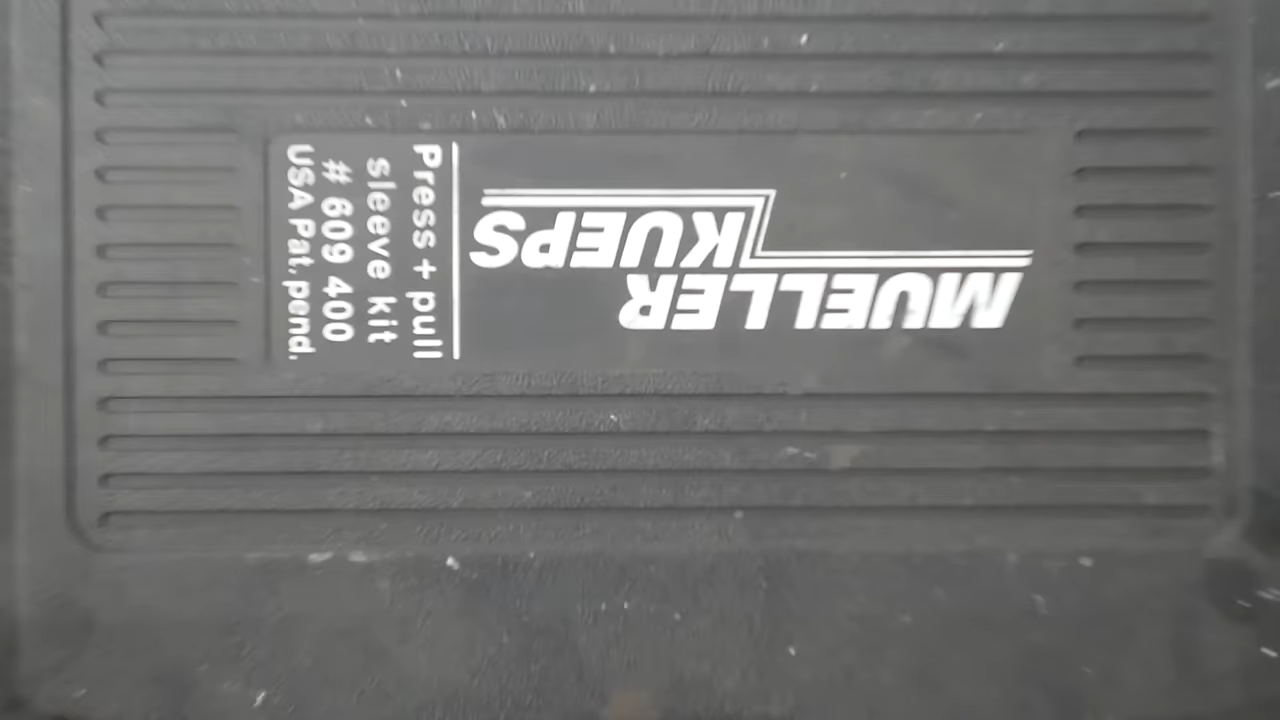 MUELLER
KUEPS
Press + pull
sleeve kit
# 609 400
USA Pat. pend.